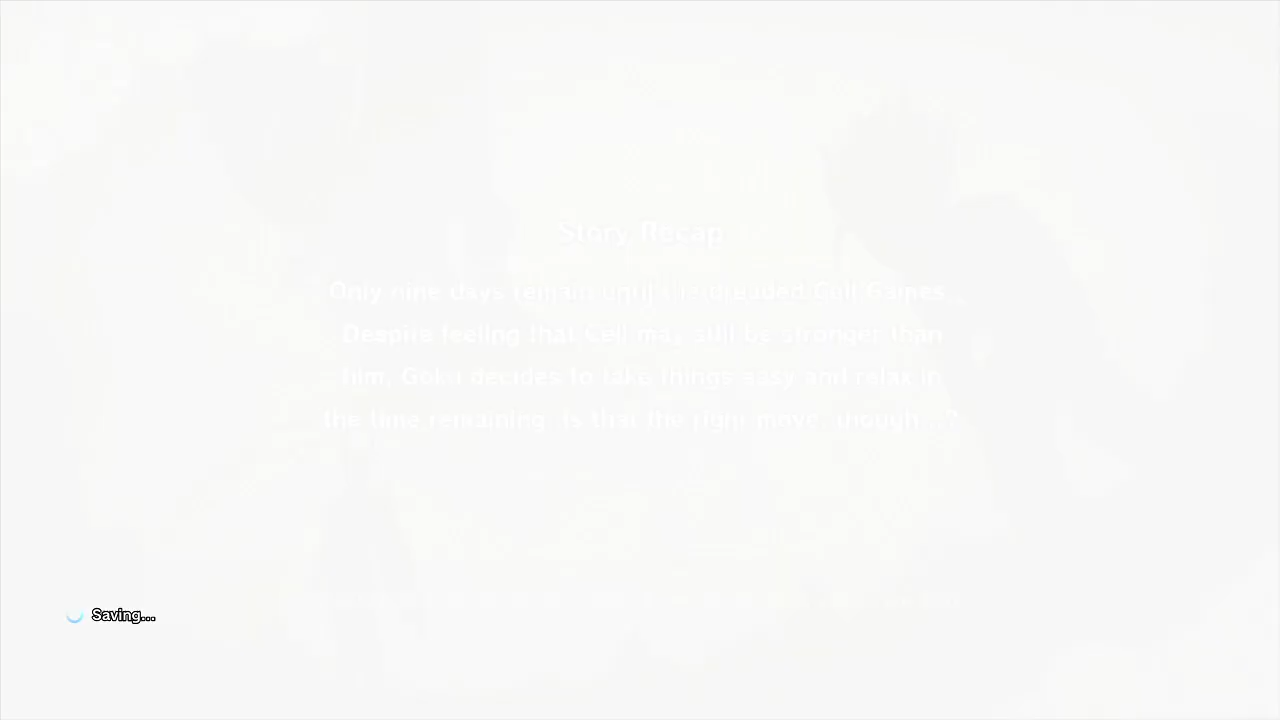 Story Recap
Only nine days remain until the dreaded Cell Games.
Despite feeling that Cell may still be stronger than
him, Goku decides to take things easy and relax in
the time remaining. Is that the right move, though...?
Saving...